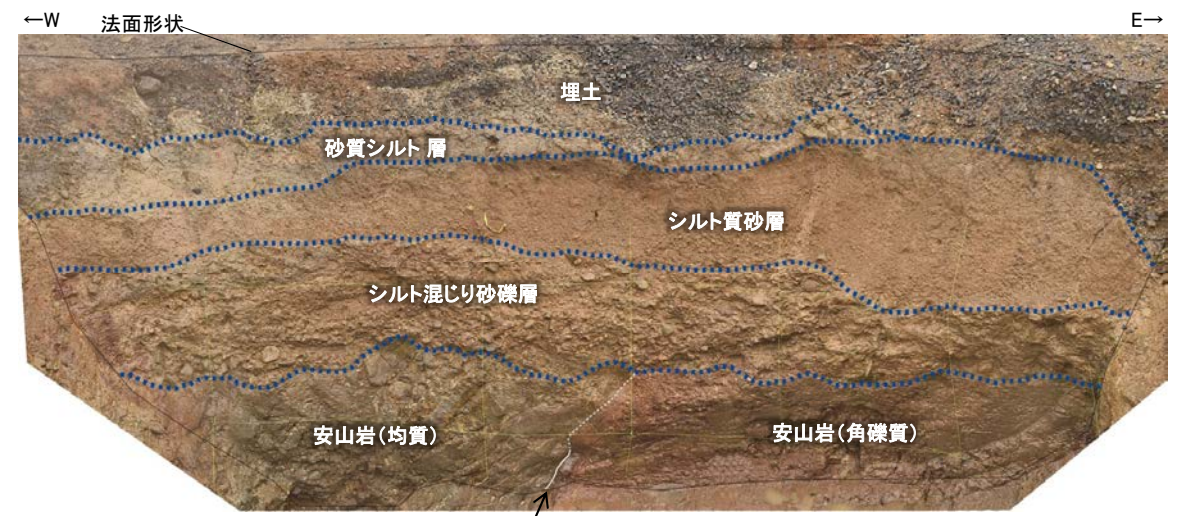 ←W
法面形状
E→
埋土
砂質シルト 層
シルト質砂層
シルト混じり砂礫層
安山岩（均質）
安山岩（角礫質）